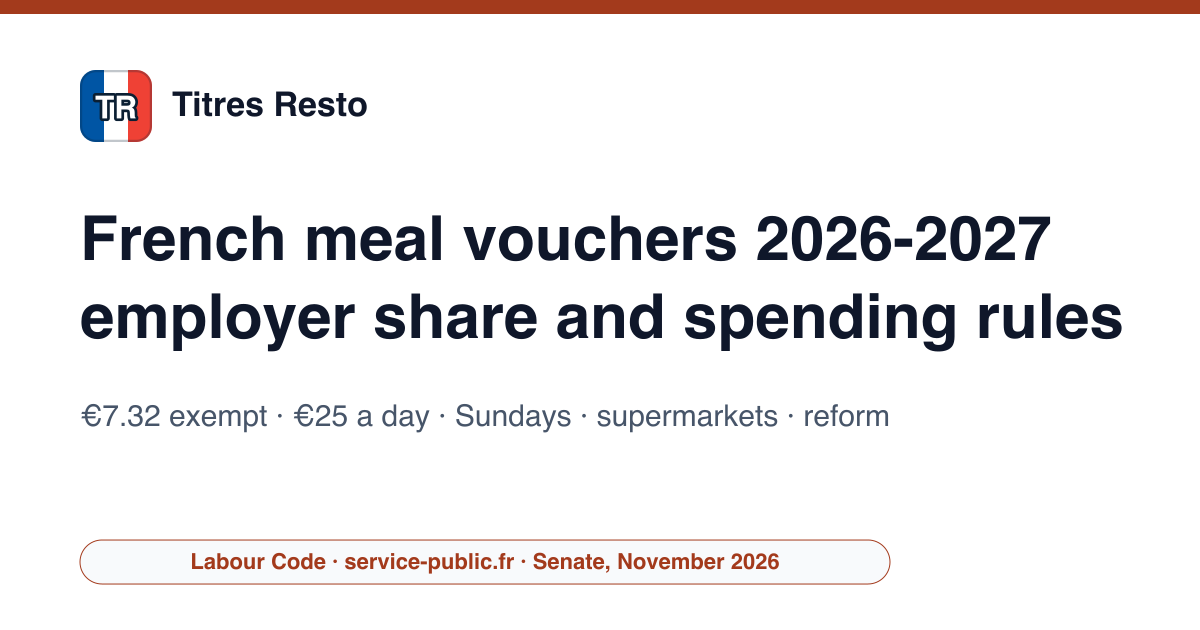 TR
Titres Resto
French meal vouchers 2026-2027
employer share and spending rules
€7.32 exempt · €25 a day · Sundays · supermarkets · reform
Labour Code · service-public.fr · Senate, November 2026